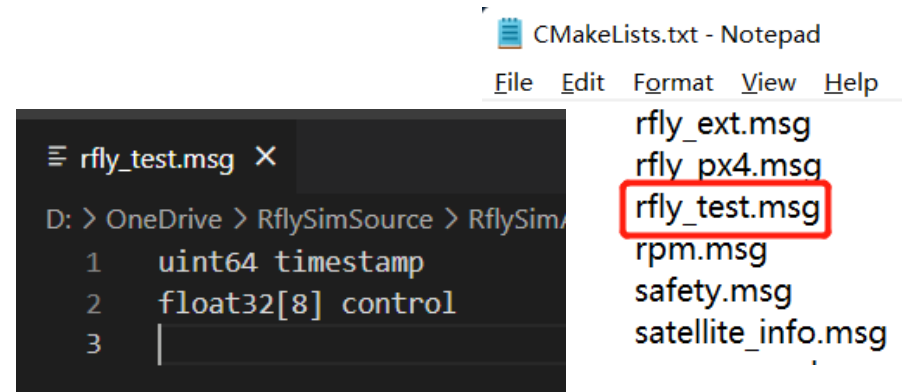 CMakeLists.txt - Notepad
File Edit Format View Help
rfly_ext.msg
rfly_px4.msg
rfly_test.msg
rpm.msg
safety.msg
satellite_info.msg
rfly_test.msg ×
D: > OneDrive > RflySimSource > RflySimA
1 uint64 timestamp
2 float32[8] control
3